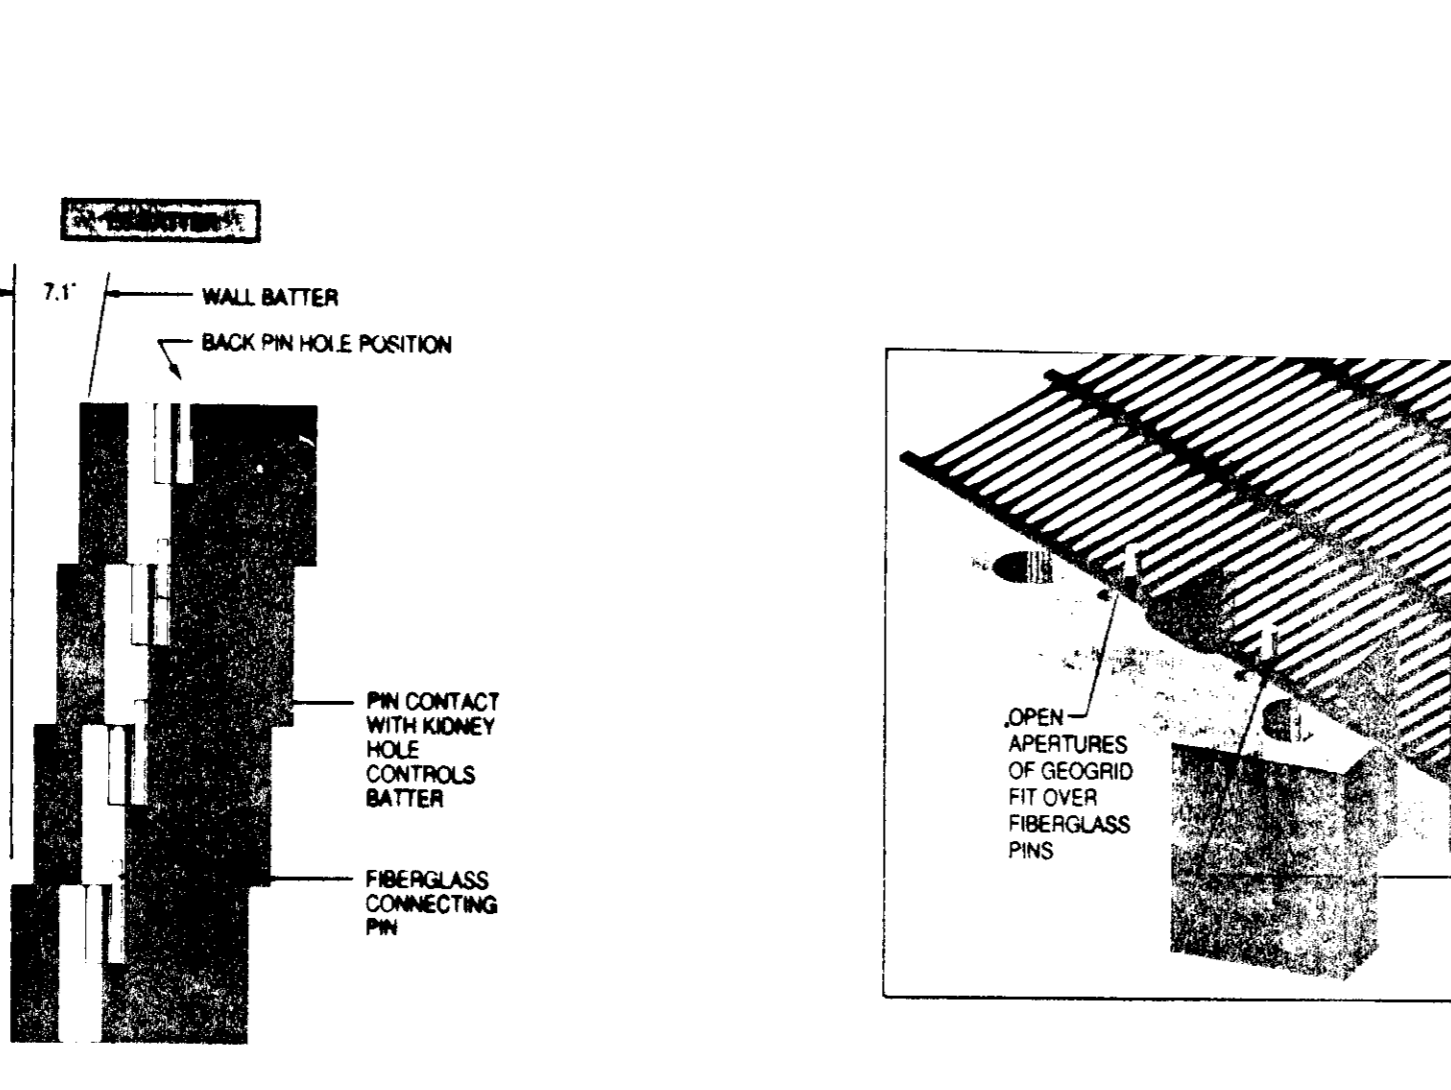 7.1°
WALL BATTER
BACK PIN HOLE POSITION
PIN CONTACT
WITH KIDNEY
HOLE
CONTROLS
BATTER
FIBERGLASS
CONNECTING
PIN
OPEN
APERTURES
OF GEOGRID
FIT OVER
FIBERGLASS
PINS